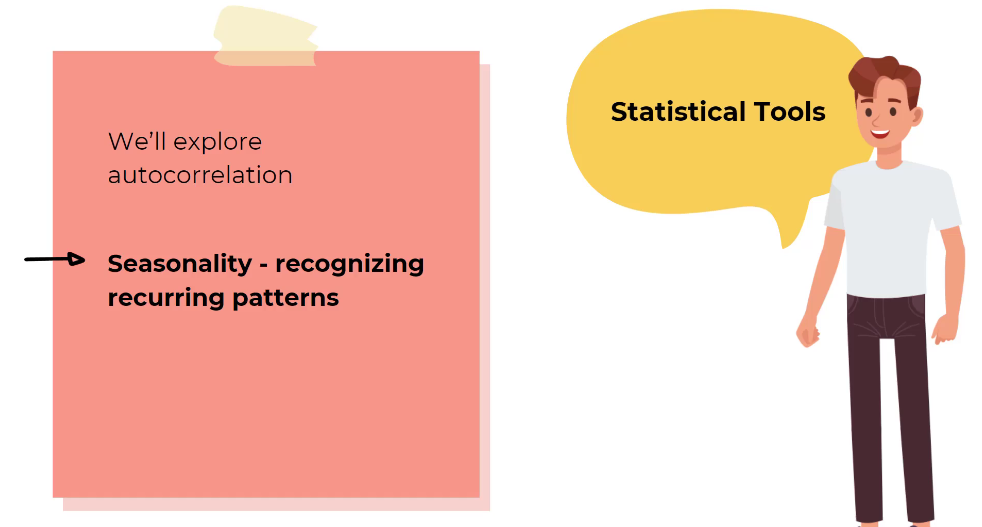 We’ll explore
autocorrelation
Seasonality - recognizing
recurring patterns
Statistical Tools